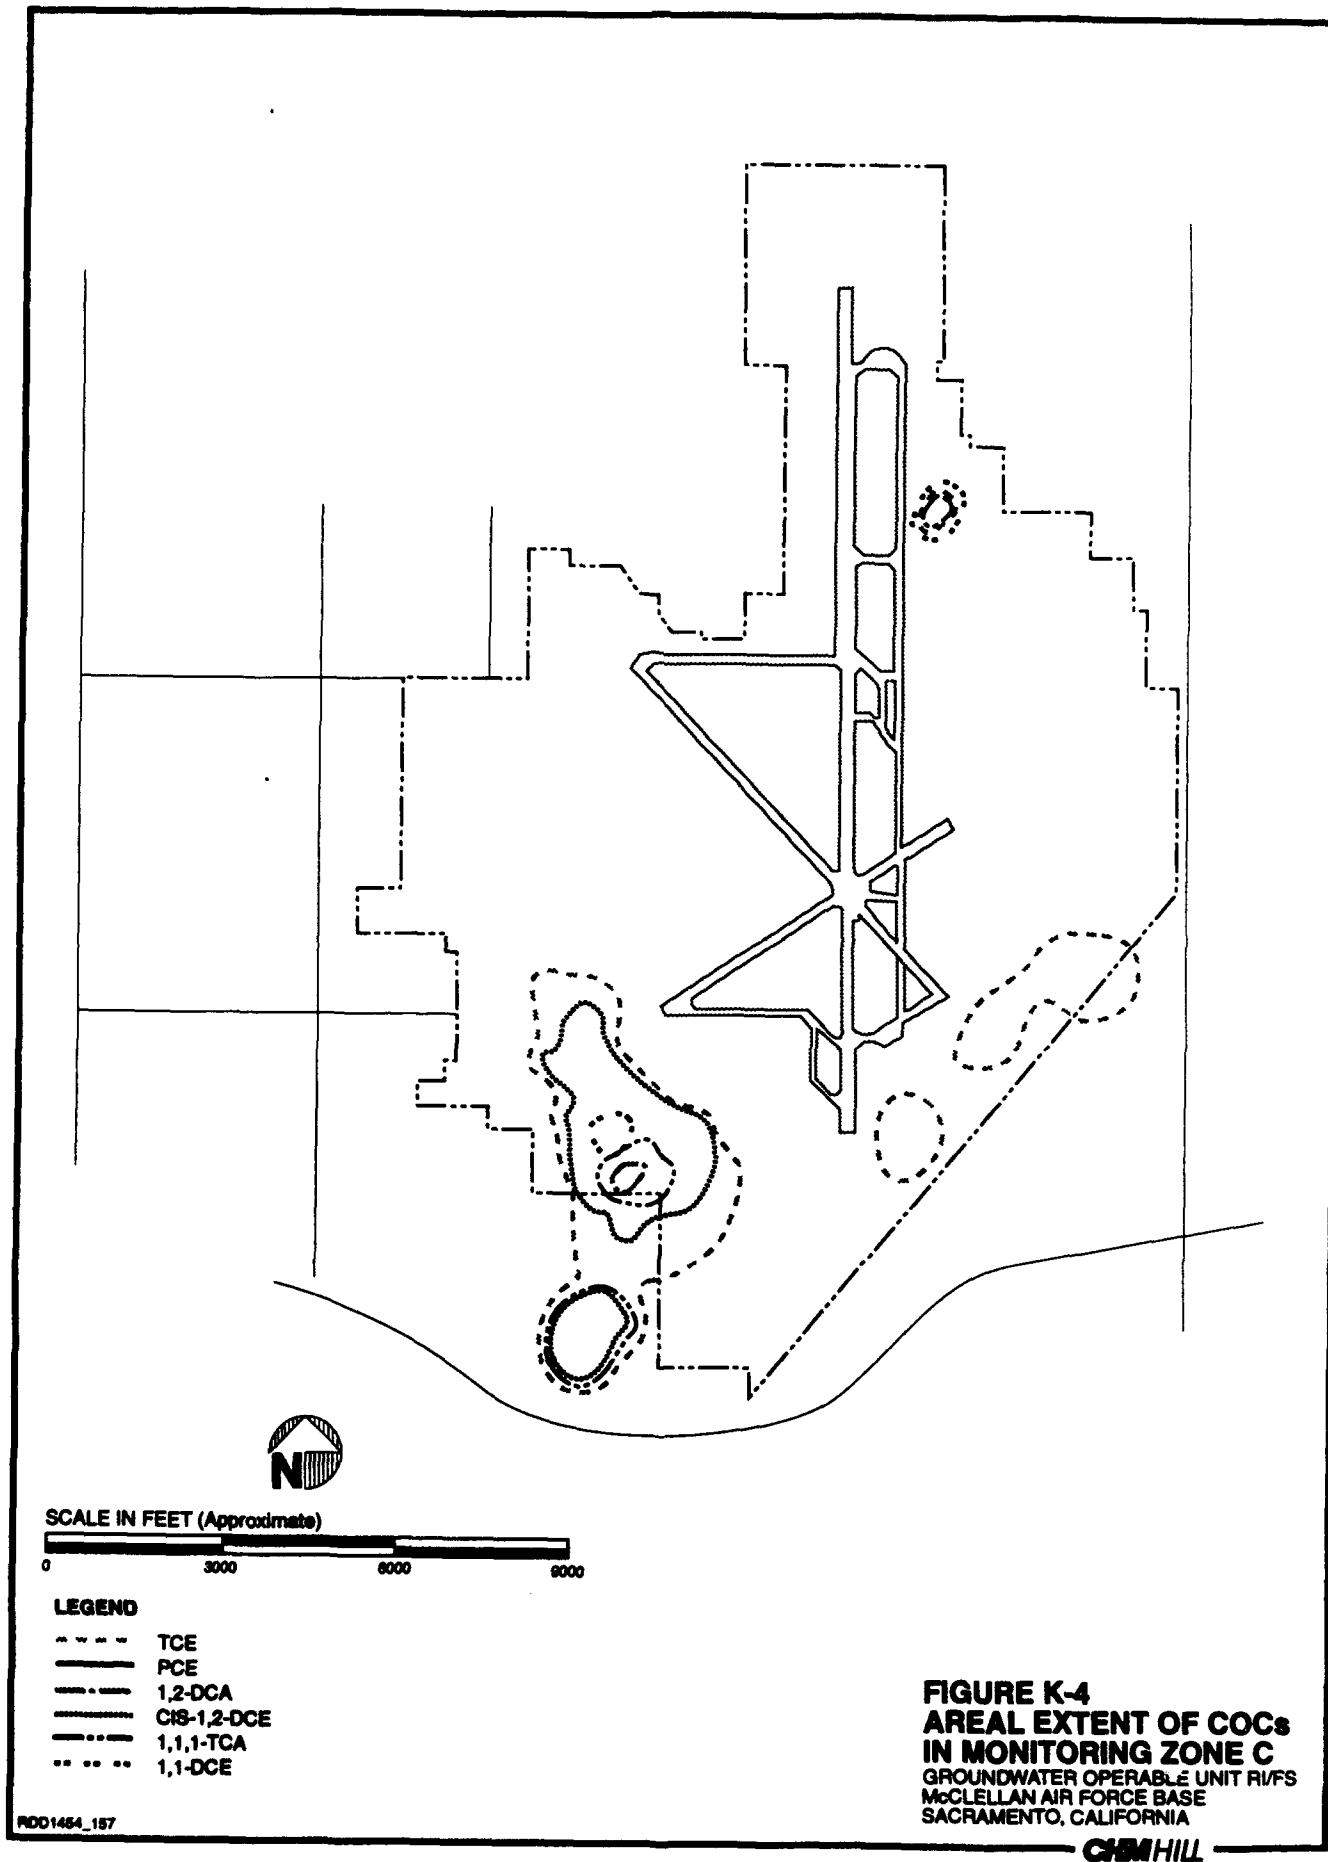 N
SCALE IN FEET (Approximate)
0 3000 6000 9000
LEGEND
TCE
PCE
1,2-DCA
CIS-1,2-DCE
1,1,1-TCA
1,1-DCE
RDD1454_157
FIGURE K-4
AREAL EXTENT OF COCs
IN MONITORING ZONE C
GROUNDWATER OPERABLE UNIT RI/FS
McCLELLAN AIR FORCE BASE
SACRAMENTO, CALIFORNIA
CH2M HILL